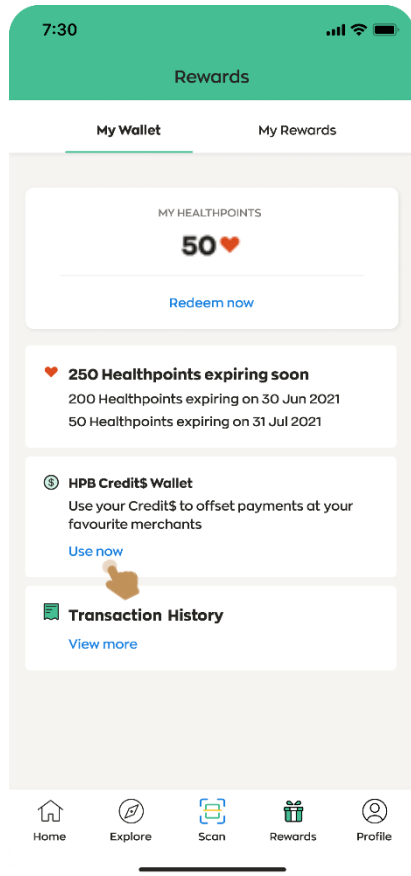 7:30
Rewards
My Wallet
My Rewards
MY HEALTHPOINTS
50
Redeem now
250 Healthpoints expiring soon
200 Healthpoints expiring on 30 Jun 2021
50 Healthpoints expiring on 31 Jul 2021
$ HPB Credit$ Wallet
Use your Credit$ to offset payments at your
favourite merchants
Use now
Transaction History
View more
Home
Explore
Scan
Rewards
Profile